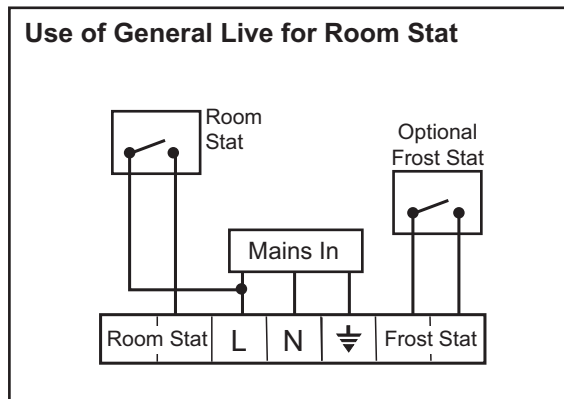 Use of General Live for Room Stat
Room
Stat
Optional
Frost Stat
Mains In
Room Stat L N Frost Stat